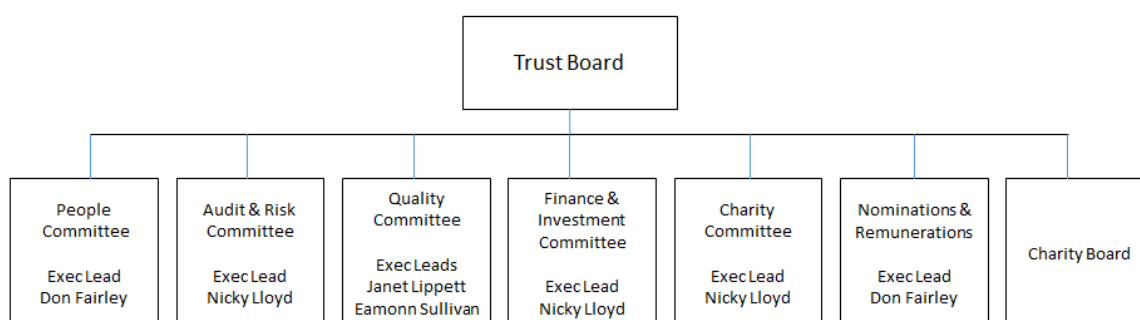 Trust Board
People
Committee
Exec Lead
Don Fairley
Audit & Risk
Committee
Exec Lead
Nicky Lloyd
Quality
Committee
Exec Leads
Janet Lippett
Eamonn Sullivan
Finance &
Investment
Committee
Exec Lead
Nicky Lloyd
Charity
Committee
Exec Lead
Nicky Lloyd
Nominations &
Remunerations
Exec Lead
Don Fairley
Charity Board